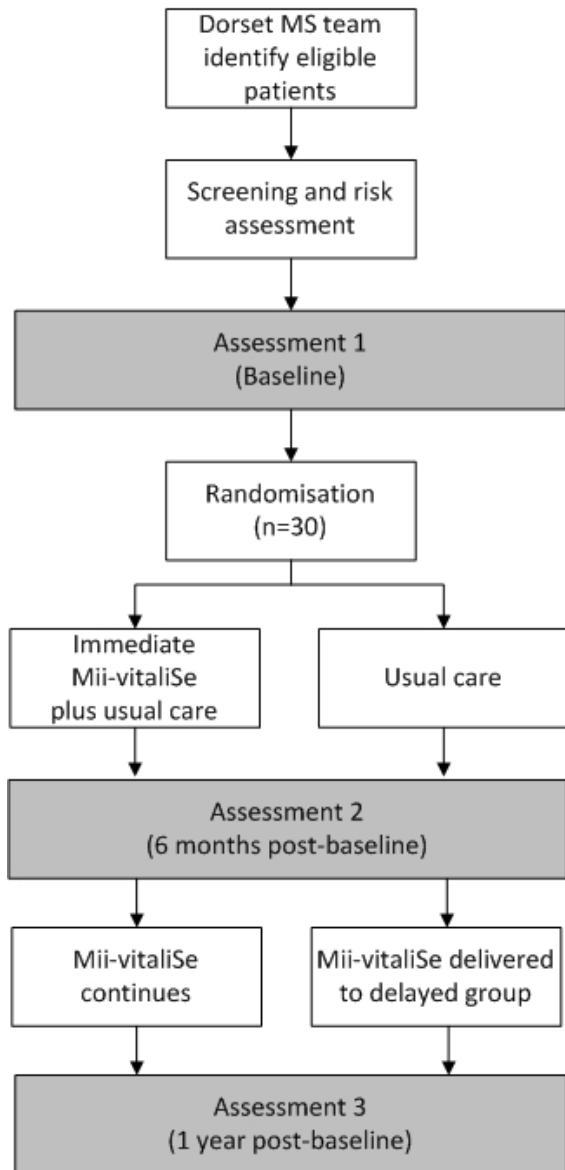 Dorset MS team
identify eligible
patients
Screening and risk
assessment
Assessment 1
(Baseline)
Randomisation
(n=30)
Immediate
Mii-vitaliSe
plus usual care
Usual care
Assessment 2
(6 months post-baseline)
Mii-vitaliSe
continues
Mii-vitaliSe delivered
to delayed group
Assessment 3
(1 year post-baseline)